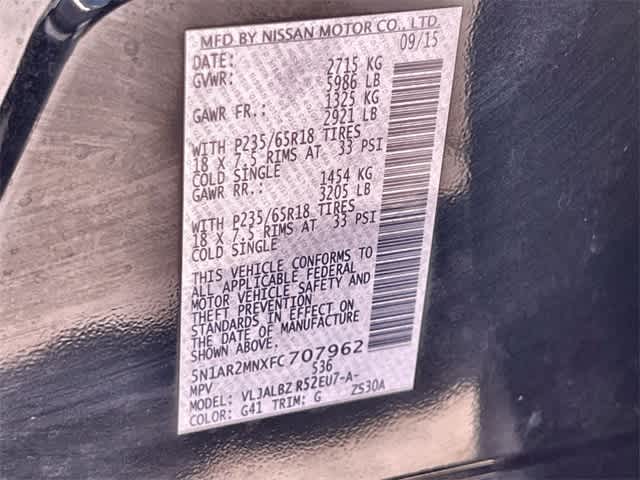 MFD BY NISSAN MOTOR CO., LTD.
DATE: 09/15
GVWR: 2715 KG
5986 LB
GAWR FR.: 1325 KG
2921 LB
WITH P235/65R18 TIRES
18 X 7.5 RIMS AT 33 PSI
COLD SINGLE
GAWR RR.: 1454 KG
3205 LB
WITH P235/65R18 TIRES
18 X 7.5 RIMS AT 33 PSI
COLD SINGLE
THIS VEHICLE CONFORMS TO
ALL APPLICABLE FEDERAL
MOTOR VEHICLE SAFETY AND
THEFT PREVENTION
STANDARDS IN EFFECT ON
THE DATE OF MANUFACTURE
SHOWN ABOVE.
5N1AR2MNXFC707962
MPV S36
MODEL: VLJALBZ R52EU7-A-
COLOR: G41 TRIM: G ZS30A